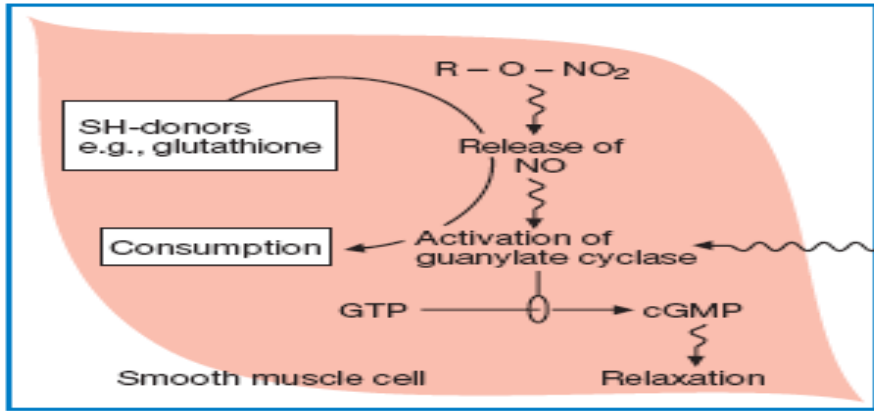 R – O – NO₂
SH-donors
e.g., glutathione
Release of
NO
Consumption
Activation of
guanylate cyclase
GTP
cGMP
Smooth muscle cell
Relaxation